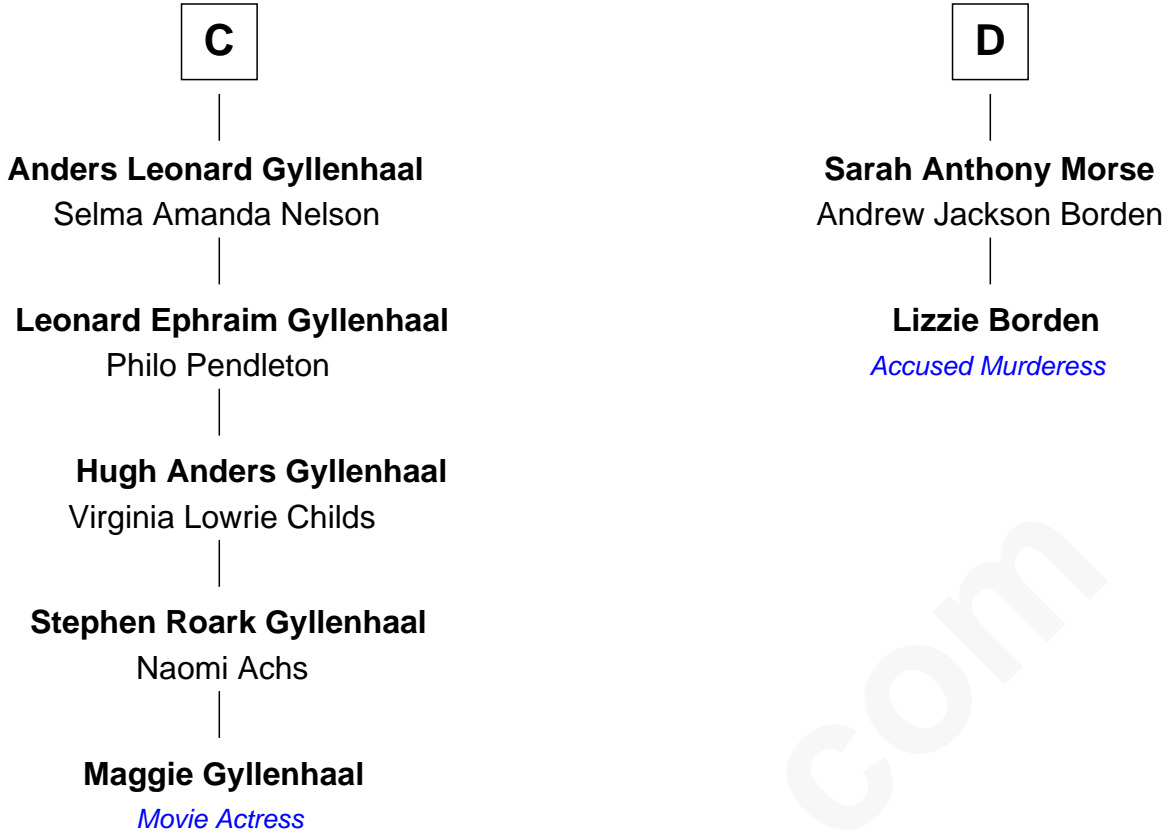 C
Anders Leonard Gyllenhaal
Selma Amanda Nelson
Leonard Ephraim Gyllenhaal
Philo Pendleton
Hugh Anders Gyllenhaal
Virginia Lowrie Childs
Stephen Roark Gyllenhaal
Naomi Achs
Maggie Gyllenhaal
Movie Actress
D
Sarah Anthony Morse
Andrew Jackson Borden
Lizzie Borden
Accused Murderess
com